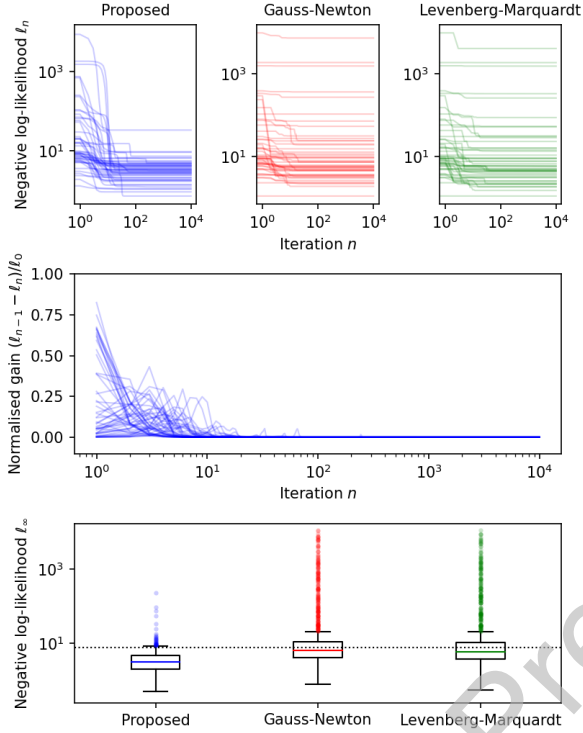 Proposed Gauss-Newton Levenberg-Marquardt
Negative log-likelihood ℓₙ
10³ 10³ 10³
10¹ 10¹ 10¹
10⁰ 10² 10⁴ 10⁰ 10² 10⁴ 10⁰ 10² 10⁴
Iteration n
Normalised gain (ℓₙ₋₁ − ℓₙ)/ℓ₀
1.00
0.75
0.50
0.25
0.00
10⁰ 10¹ 10² 10³ 10⁴
Iteration n
Negative log-likelihood ℓ∞
10³
10¹
Proposed Gauss-Newton Levenberg-Marquardt
Pre